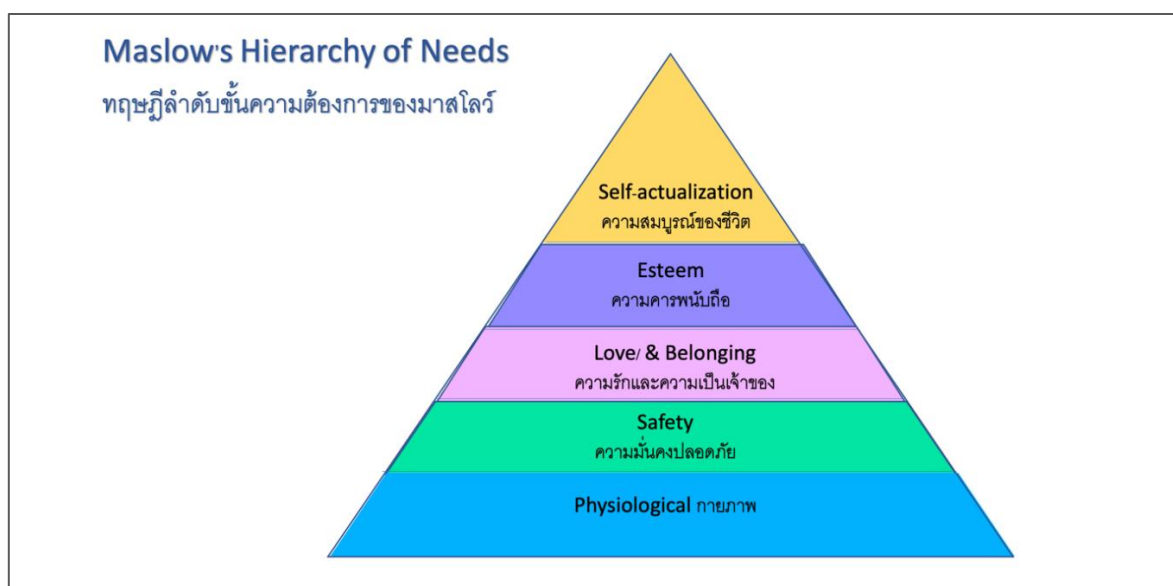 Maslow's Hierarchy of Needs
ทฤษฎีลำดับขั้นความต้องการของมาสโลว์
Self-actualization
ความสมบูรณ์ของชีวิต
Esteem
ความคารพนับถือ
Love/ & Belonging
ความรักและความเป็นเจ้าของ
Safety
ความมั่นคงปลอดภัย
Physiological กายภาพ